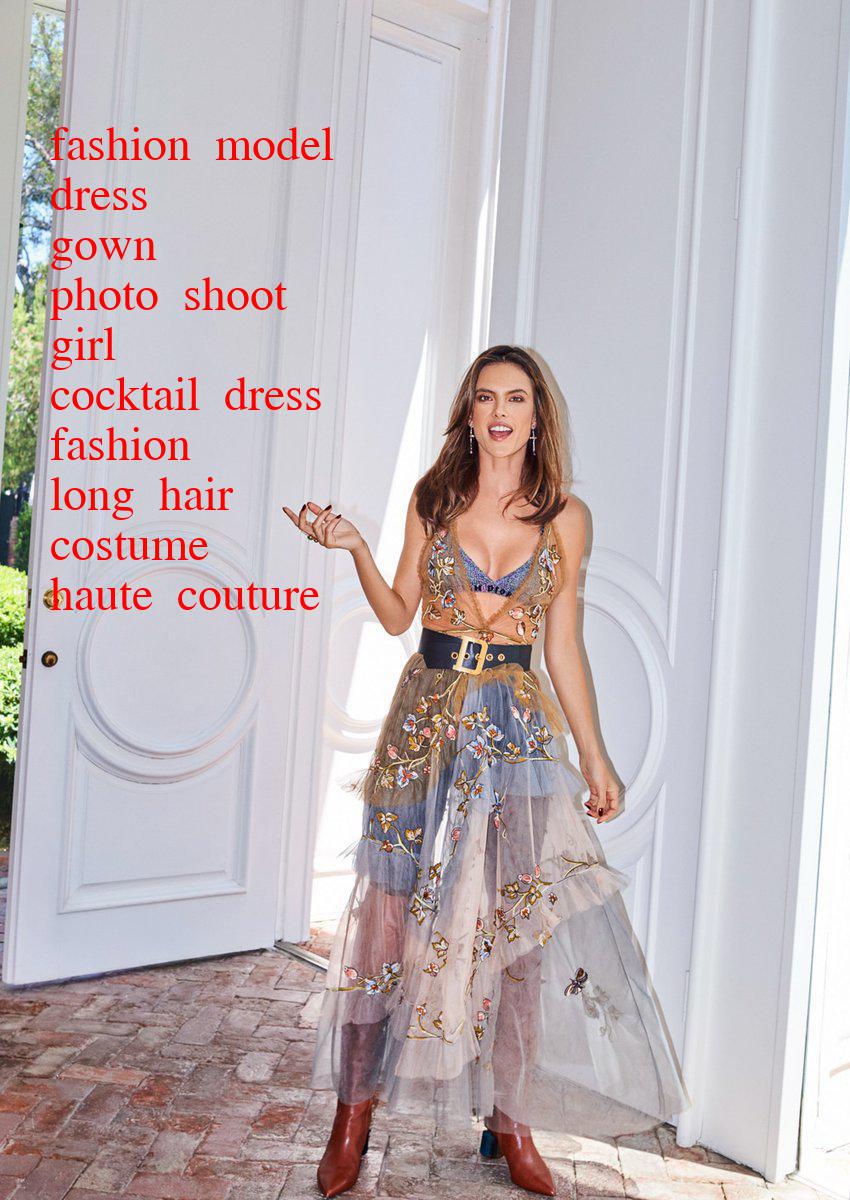 fashion model
dress
gown
photo shoot
girl
cocktail dress
fashion
long hair
costume
haute couture